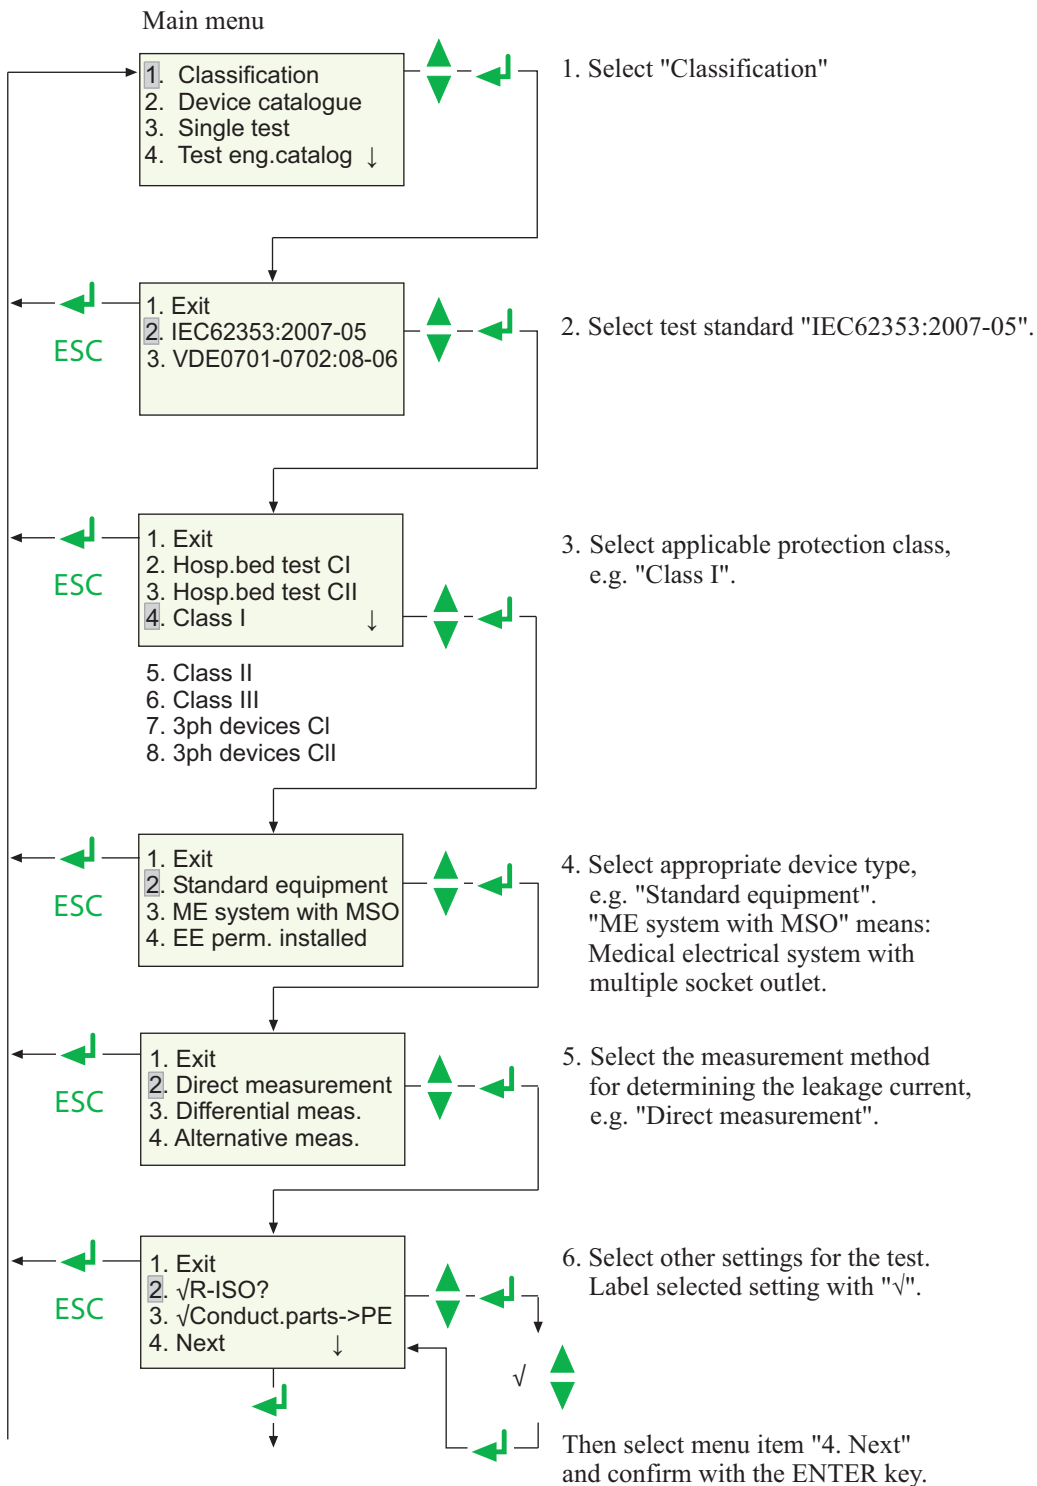 Main menu
1. Classification
2. Device catalogue
3. Single test
4. Test eng.catalog ↓
1. Select "Classification"
1. Exit
2. IEC62353:2007-05
3. VDE0701-0702:08-06
ESC
2. Select test standard "IEC62353:2007-05".
1. Exit
2. Hosp.bed test CI
3. Hosp.bed test CII
4. Class I ↓
5. Class II
6. Class III
7. 3ph devices CI
8. 3ph devices CII
ESC
3. Select applicable protection class,
e.g. "Class I".
1. Exit
2. Standard equipment
3. ME system with MSO
4. EE perm. installed
ESC
4. Select appropriate device type,
e.g. "Standard equipment".
"ME system with MSO" means:
Medical electrical system with
multiple socket outlet.
1. Exit
2. Direct measurement
3. Differential meas.
4. Alternative meas.
ESC
5. Select the measurement method
for determining the leakage current,
e.g. "Direct measurement".
1. Exit
2. √R-ISO?
3. √Conduct.parts->PE
4. Next ↓
ESC
6. Select other settings for the test.
Label selected setting with "√".
√
Then select menu item "4. Next"
and confirm with the ENTER key.